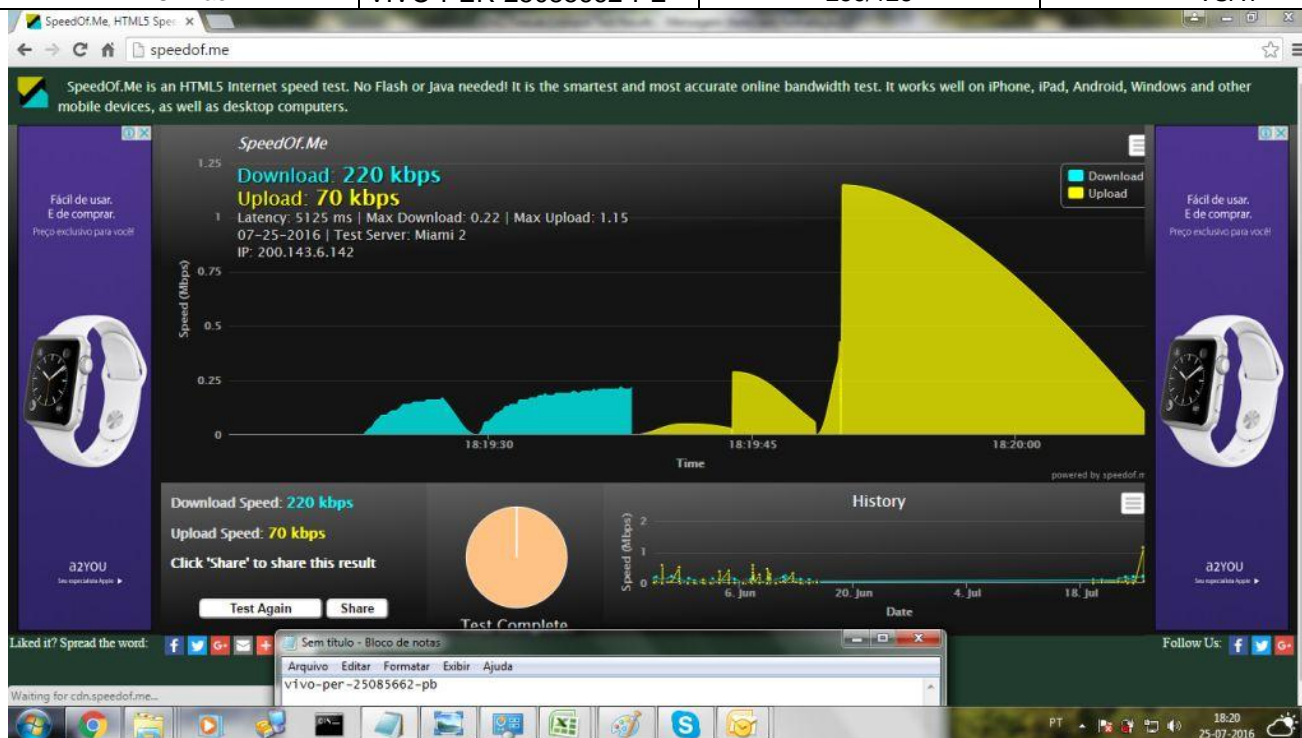 SpeedOf.Me, HTML5 Spee
speedof.me
SpeedOf.Me is an HTML5 Internet speed test. No Flash or Java needed! It is the smartest and most accurate online bandwidth test. It works well on iPhone, iPad, Android, Windows and other
mobile devices, as well as desktop computers.
Fácil de usar.
E de comprar.
Preço exclusivo para você!
a2YOU
Seu especialista Apple
SpeedOf.Me
Download: 220 kbps
Upload: 70 kbps
Latency: 5125 ms | Max Download: 0.22 | Max Upload: 1.15
07-25-2016 | Test Server: Miami 2
IP: 200.143.6.142
Download
Upload
Speed (Mbps)
1.25
1
0.75
0.5
0.25
0
18:19:30
18:19:45
18:20:00
Time
powered by speedof.m
Fácil de usar.
E de comprar.
Preço exclusivo para você!
a2YOU
Seu especialista Apple
Download Speed: 220 kbps
Upload Speed: 70 kbps
Click 'Share' to share this result
Test Again
Share
Test Complete
History
Speed (Mbps)
2
1
0
6. Jun
20. Jun
4. Jul
18. Jul
Date
Liked it? Spread the word:
Follow Us:
Waiting for cdn.speedof.me...
Sem título - Bloco de notas
Arquivo Editar Formatar Exibir Ajuda
vivo-per-25085662-pb
PT
18:20
25-07-2016